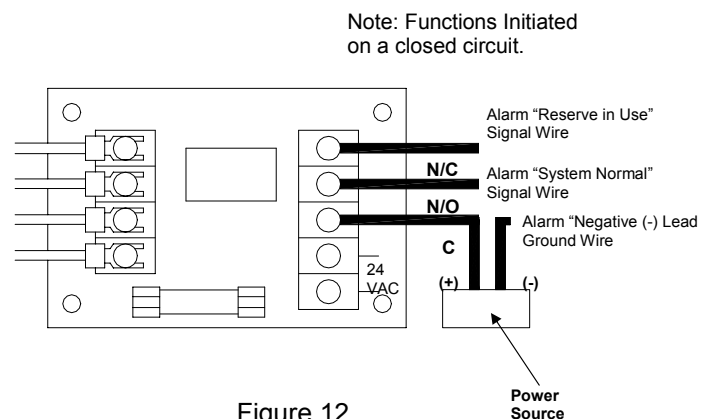 Note: Functions Initiated
on a closed circuit.
Alarm “Reserve in Use”
Signal Wire
N/C
Alarm “System Normal”
Signal Wire
N/O
Alarm “Negative (-) Lead
Ground Wire
C
24
VAC
(+)
(-)
Power
Source
Figure 12